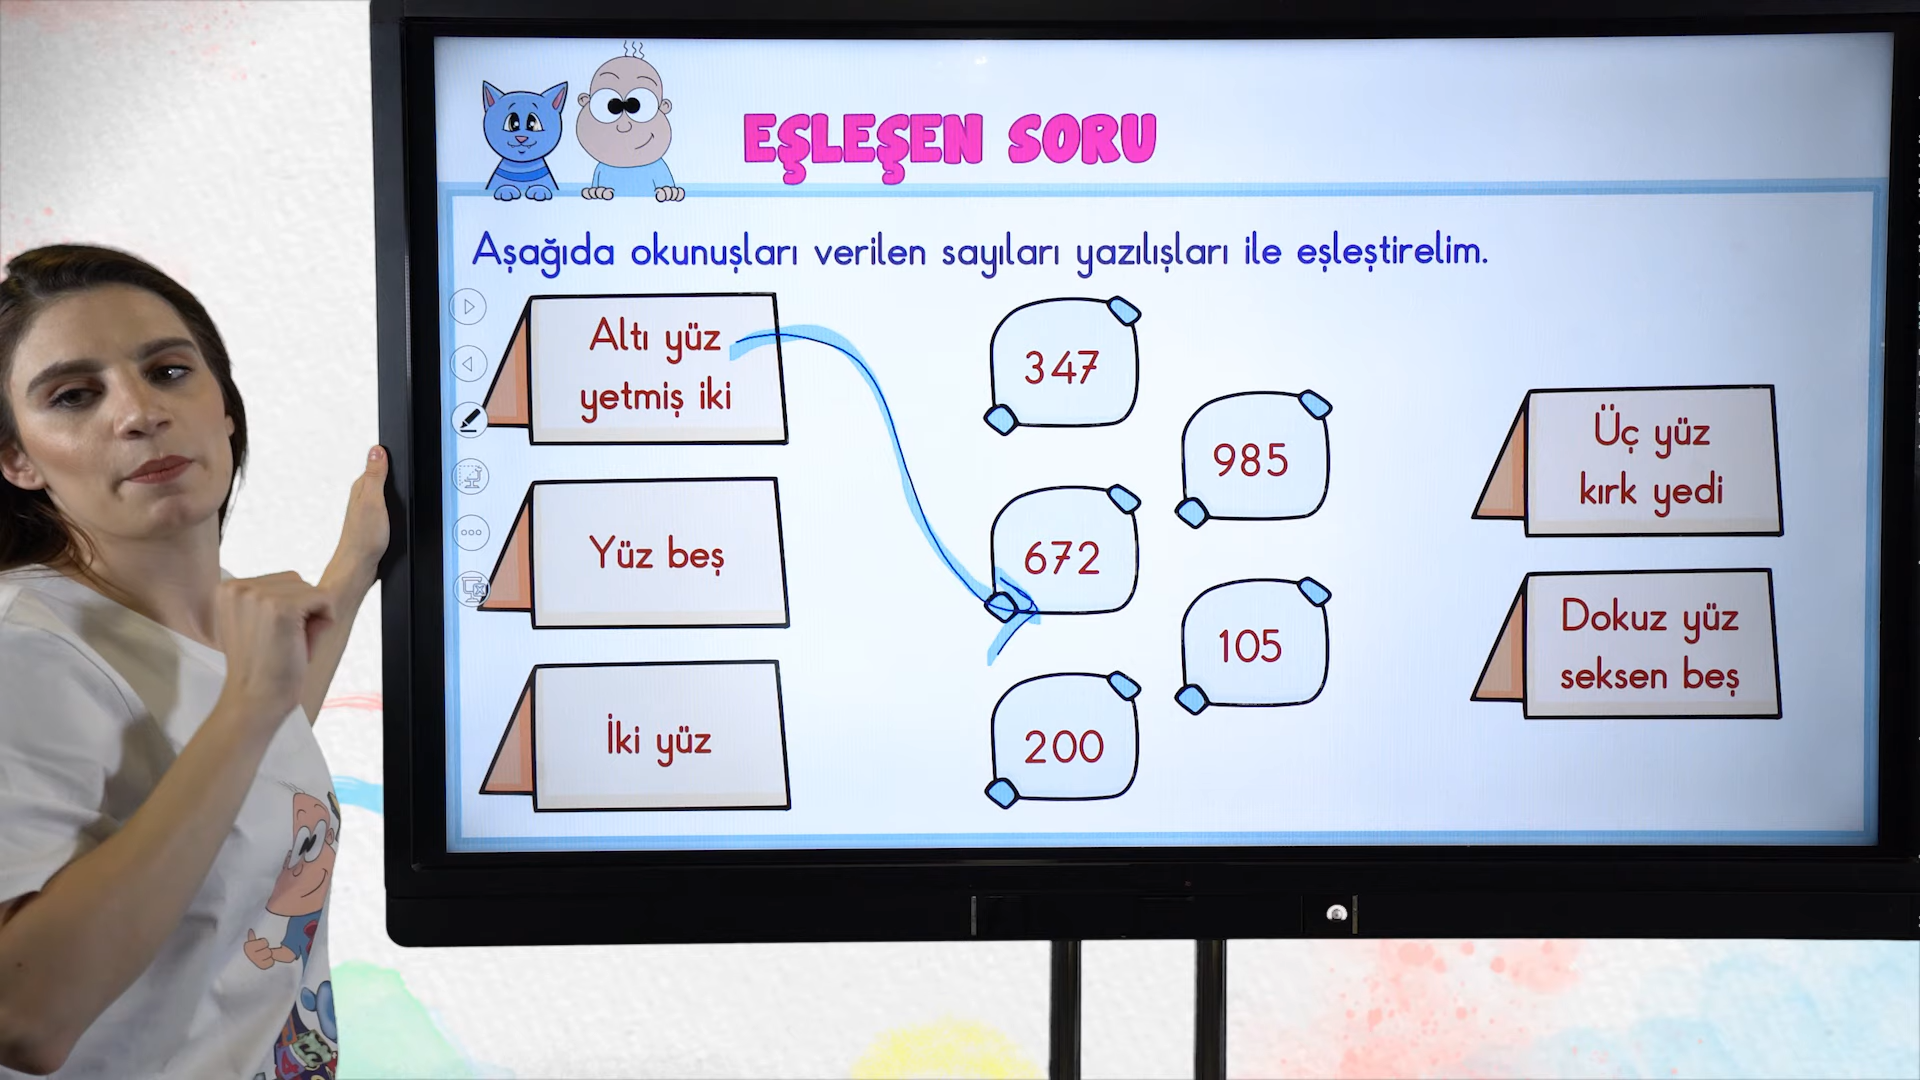 EŞLEŞEN SORU
Aşağıda okunuşları verilen sayıları yazılışları ile eşleştirelim.
Altı yüz
yetmiş iki
Yüz beş
İki yüz
347
672
200
985
105
Üç yüz
kırk yedi
Dokuz yüz
seksen beş